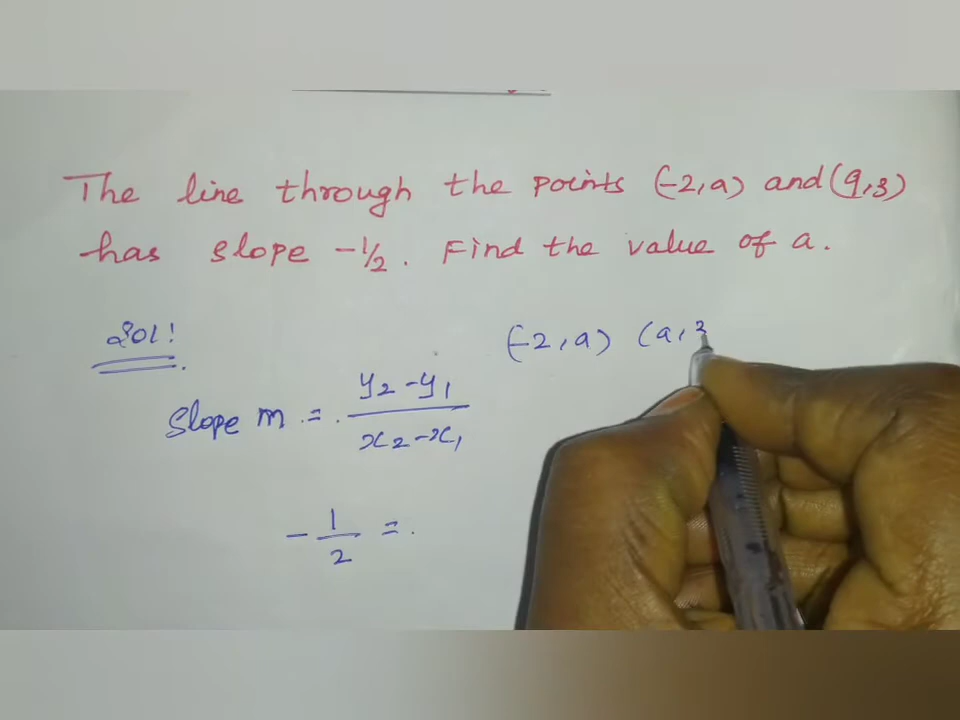 The line through the points (-2,a) and (9,3)
has slope -1/2. Find the value of a.
Sol!
(-2,a) (a,3
Slope m = y2-y1/x2-x1
-1/2 =